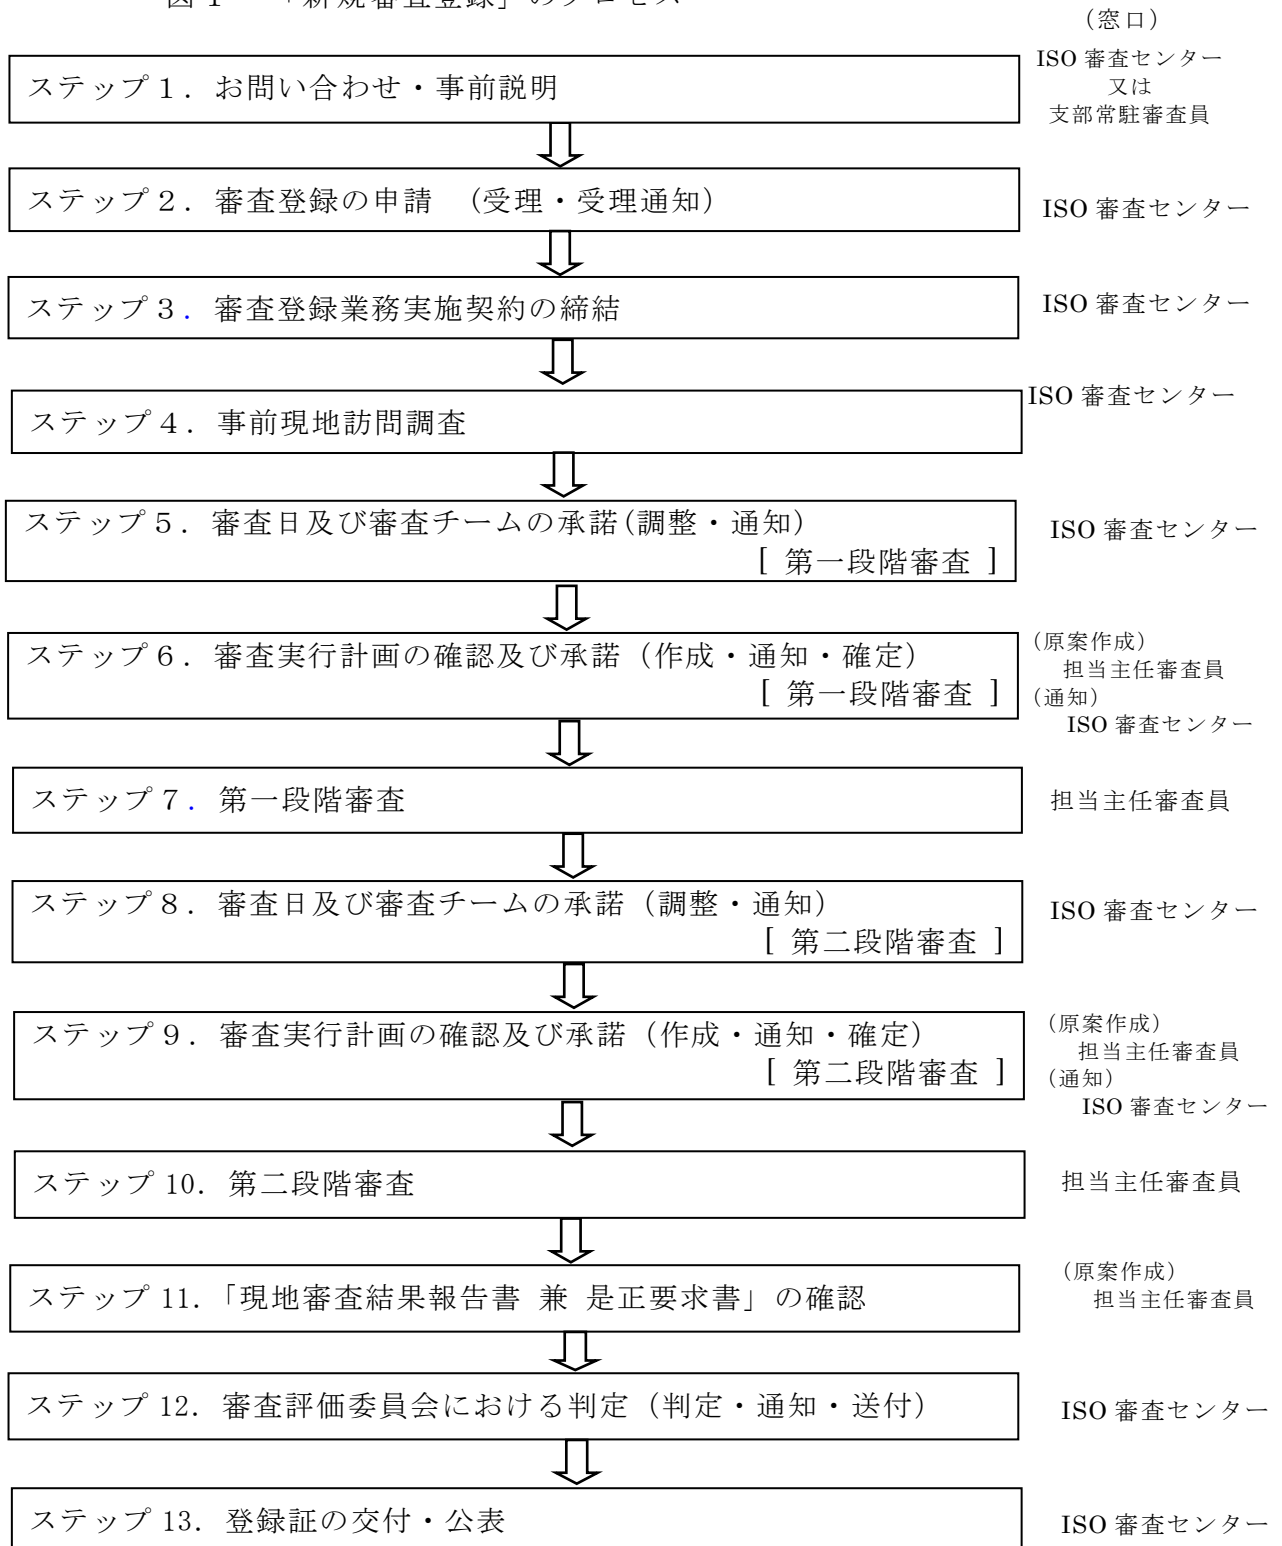 図１　「新規審査登録」のプロセス
（窓口）
ステップ１．お問い合わせ・事前説明
ISO 審査センター
又は
支部常駐審査員
ステップ２．審査登録の申請　（受理・受理通知）
ISO 審査センター
ステップ３．審査登録業務実施契約の締結
ISO 審査センター
ステップ４．事前現地訪問調査
ISO 審査センター
ステップ５．審査日及び審査チームの承諾(調整・通知）
[ 第一段階審査 ]
ISO 審査センター
ステップ６．審査実行計画の確認及び承諾（作成・通知・確定）
[ 第一段階審査 ]
（原案作成）
担当主任審査員
（通知）
ISO 審査センター
ステップ７．第一段階審査
担当主任審査員
ステップ８．審査日及び審査チームの承諾（調整・通知）
[ 第二段階審査 ]
ISO 審査センター
ステップ９．審査実行計画の確認及び承諾（作成・通知・確定）
[ 第二段階審査 ]
（原案作成）
担当主任審査員
（通知）
ISO 審査センター
ステップ 10．第二段階審査
担当主任審査員
ステップ 11．「現地審査結果報告書 兼 是正要求書」の確認
（原案作成）
担当主任審査員
ステップ 12．審査評価委員会における判定（判定・通知・送付）
ISO 審査センター
ステップ 13．登録証の交付・公表
ISO 審査センター